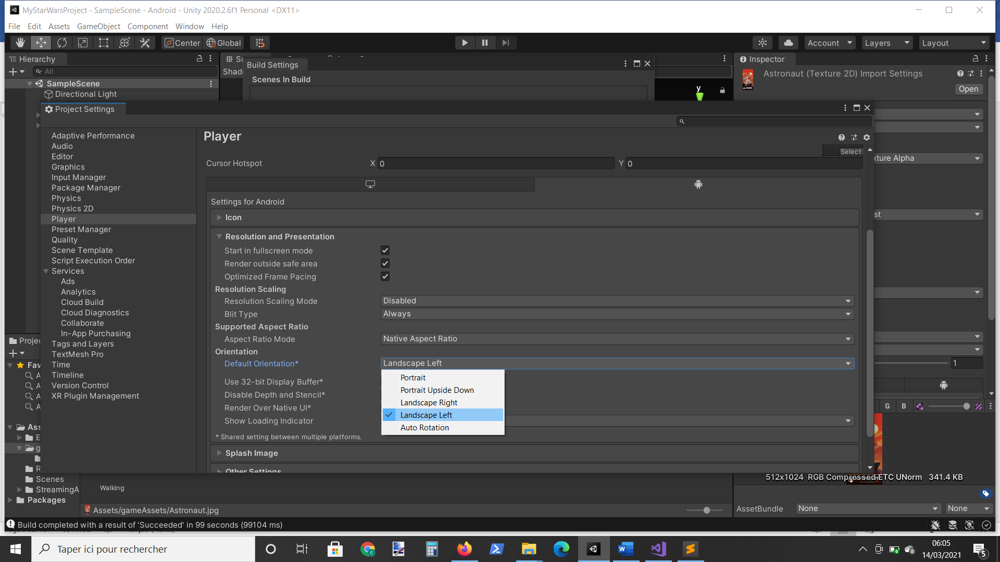 MyStarWarsProject - SampleScene - Android - Unity 2020.2.6f1 Personal <DX11>
File Edit Assets GameObject Component Window Help
Center Global Account Layers Layout
Hierarchy
Build Settings
Inspector
All
Shad
Scenes In Build
Astronaut (Texture 2D) Import Settings
Open
SampleScene
Directional Light
y
Project Settings
Player
Adaptive Performance
Audio
Editor
Graphics
Input Manager
Package Manager
Physics
Physics 2D
Player
Preset Manager
Quality
Scene Template
Script Execution Order
Services
Ads
Analytics
Cloud Build
Cloud Diagnostics
Collaborate
In-App Purchasing
Tags and Layers
TextMesh Pro
Time
Timeline
Version Control
XR Plugin Management
Select
Cursor Hotspot X 0 Y 0
Settings for Android
Icon
Resolution and Presentation
Start in fullscreen mode
Render outside safe area
Optimized Frame Pacing
Resolution Scaling
Resolution Scaling Mode Disabled
Blit Type Always
Supported Aspect Ratio
Aspect Ratio Mode Native Aspect Ratio
Orientation
Default Orientation* Landscape Left
Portrait
Portrait Upside Down
Landscape Right
Landscape Left
Auto Rotation
Use 32-bit Display Buffer*
Disable Depth and Stencil*
Render Over Native UI*
Show Loading Indicator
* Shared setting between multiple platforms.
Splash Image
Other Settings
xture Alpha
st
1
G B
512x1024 RGB Compressed ETC UNorm 341.4 KB
AssetBundle None None
Projec
Fav
A
A
A
A
Ass
E
g
R
Scenes
StreamingA
Packages
Walking
Assets/gameAssets/Astronaut.jpg
Build completed with a result of 'Succeeded' in 99 seconds (99104 ms)
Taper ici pour rechercher
06:05
14/03/2021
5